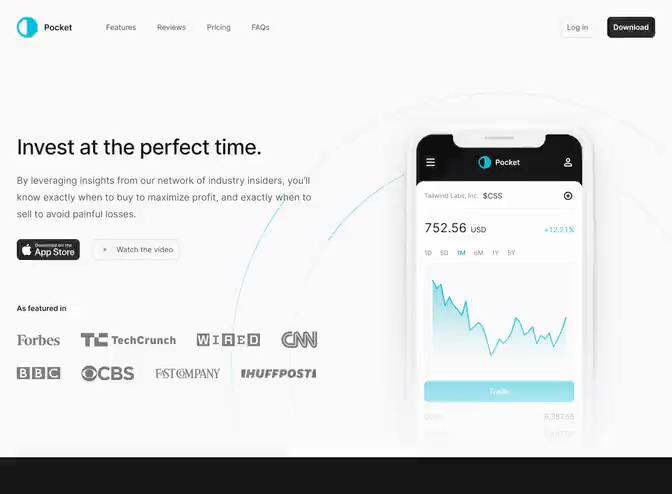 Pocket
Features
Reviews
Pricing
FAQs
Log in
Download
Invest at the perfect time.
By leveraging insights from our network of industry insiders, you'll
know exactly when to buy to maximize profit, and exactly when to
sell to avoid painful losses.
Download on the
App Store
Watch the video
As featured in
Forbes
TC TechCrunch
WIRED
CNN
BBC
CBS
FAST COMPANY
IHUFFPOSTI
Pocket
Tailwind Labs, Inc. $CSS
752.56 USD
+12.21%
1D 5D 1M 6M 1Y 5Y
Trade
Open
6,387.55